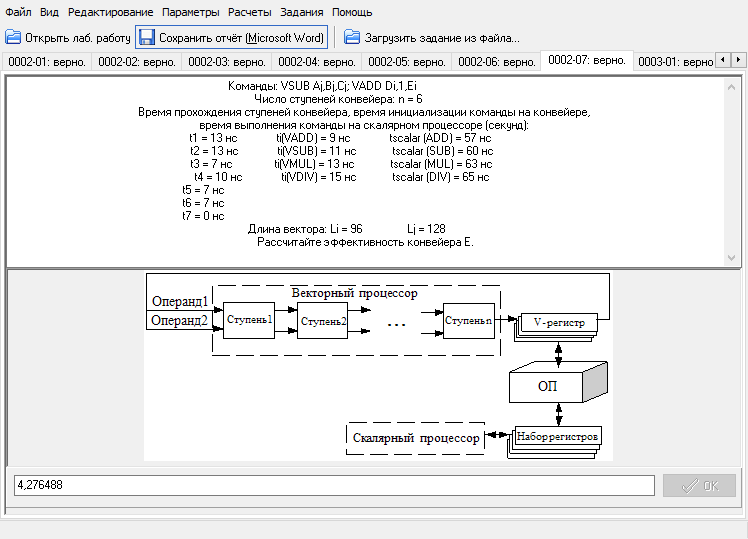 Файл Вид Редактирование Параметры Расчеты Задания Помощь
Открыть лаб. работу Сохранить отчёт (Microsoft Word) Загрузить задание из файла...
0002-01: верно. 0002-02: верно. 0002-03: верно. 0002-04: верно. 0002-05: верно. 0002-06: верно. 0002-07: верно. 0003-01: верно
Команды: VSUB Aj,Bj,Cj; VADD Di,1,Ei
Число ступеней конвейера: n = 6
Время прохождения ступеней конвейера, время инициализации команды на конвейере,
время выполнения команды на скалярном процессоре (секунд):
t1 = 13 нс ti(VADD) = 9 нс tscalar (ADD) = 57 нс
t2 = 13 нс ti(VSUB) = 11 нс tscalar (SUB) = 60 нс
t3 = 7 нс ti(VMUL) = 13 нс tscalar (MUL) = 63 нс
t4 = 10 нс ti(VDIV) = 15 нс tscalar (DIV) = 65 нс
t5 = 7 нс
t6 = 7 нс
t7 = 0 нс
Длина вектора: Li = 96 Lj = 128
Рассчитайте эффективность конвейера E.
Векторный процессор
Операнд1
Операнд2
Ступень1 Ступень2 ... Ступеньn V-регистр
ОП
Скалярный процессор Наборрегистров
4,276488 OK